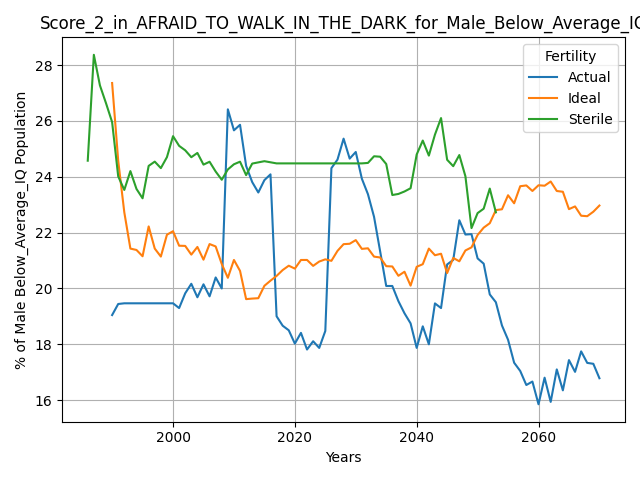 Score_2_in_AFRAID_TO_WALK_IN_THE_DARK_for_Male_Below_Average_IQ
Fertility
Actual
Ideal
Sterile
% of Male Below_Average_IQ Population
28
26
24
22
20
18
16
2000
2020
2040
2060
Years